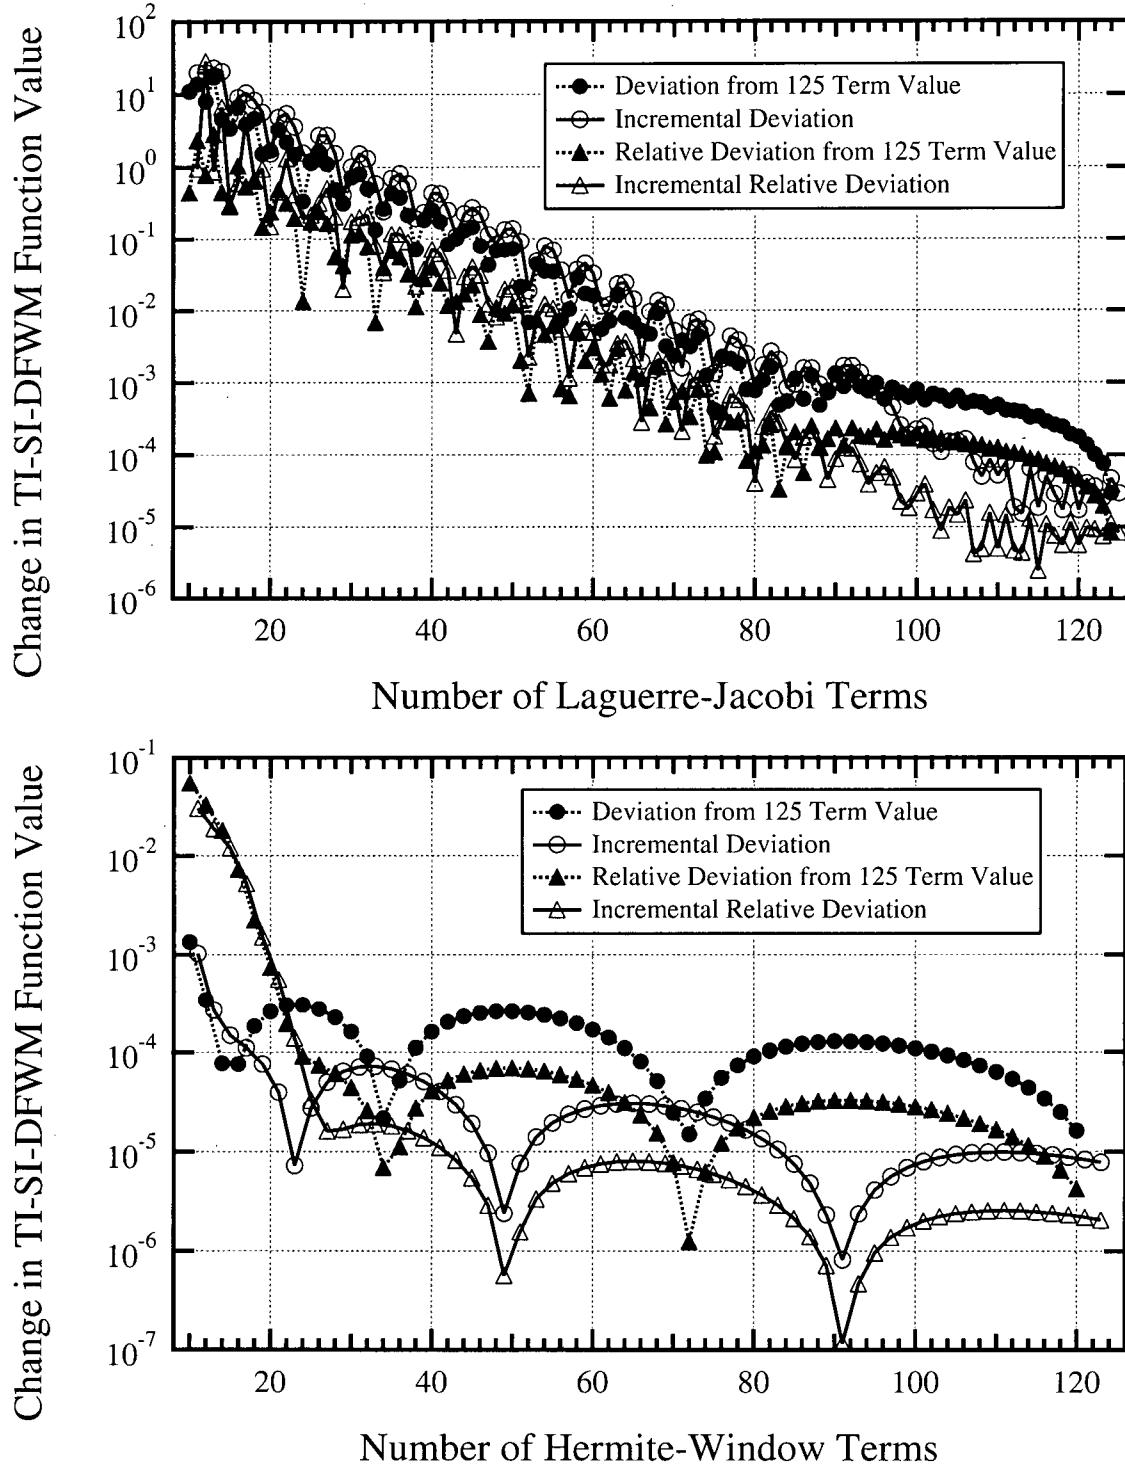 Change in TI-SI-DFWM Function Value
10^2
10^1
10^0
10^-1
10^-2
10^-3
10^-4
10^-5
10^-6
Deviation from 125 Term Value
Incremental Deviation
Relative Deviation from 125 Term Value
Incremental Relative Deviation
20 40 60 80 100 120
Number of Laguerre-Jacobi Terms
Change in TI-SI-DFWM Function Value
10^-1
10^-2
10^-3
10^-4
10^-5
10^-6
10^-7
Deviation from 125 Term Value
Incremental Deviation
Relative Deviation from 125 Term Value
Incremental Relative Deviation
20 40 60 80 100 120
Number of Hermite-Window Terms